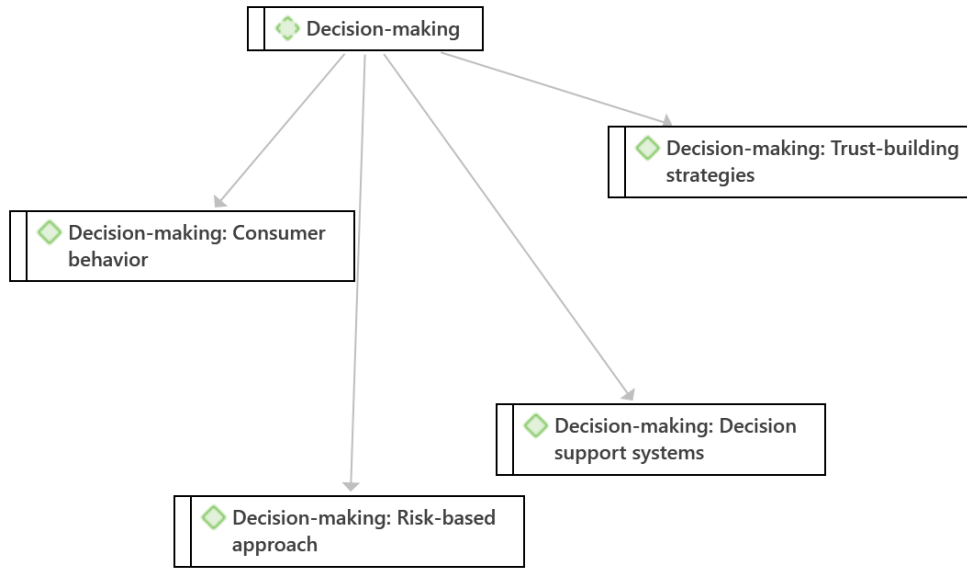 Decision-making
Decision-making: Trust-building
strategies
Decision-making: Consumer
behavior
Decision-making: Decision
support systems
Decision-making: Risk-based
approach